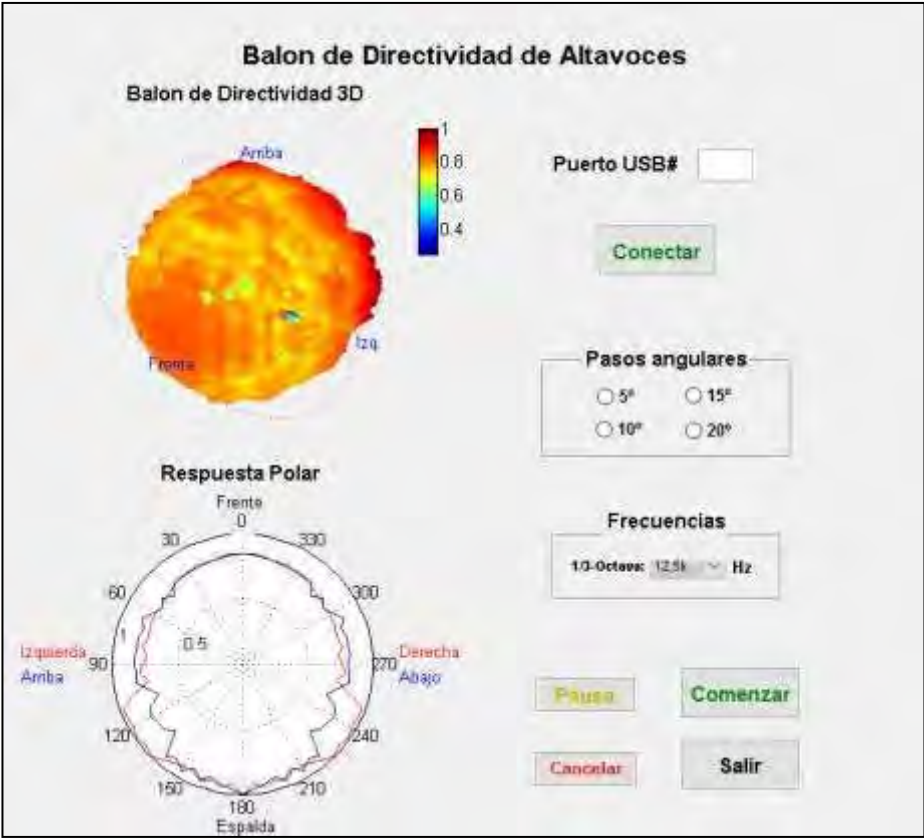 Balon de Directividad de Altavoces
Balon de Directividad 3D
Arriba
1
0.8
0.6
0.4
Izq.
Frente
Puerto USB#
Conectar
Pasos angulares
5º 15º
10º 20º
Respuesta Polar
Frente
0
30 330
60 300
1 0.5
Izquierda 90 270 Derecha
Arriba Abajo
120 240
150 210
180
Espalda
Frecuencias
1/3-Octava: 12,5k Hz
Pausa Comenzar
Cancelar Salir